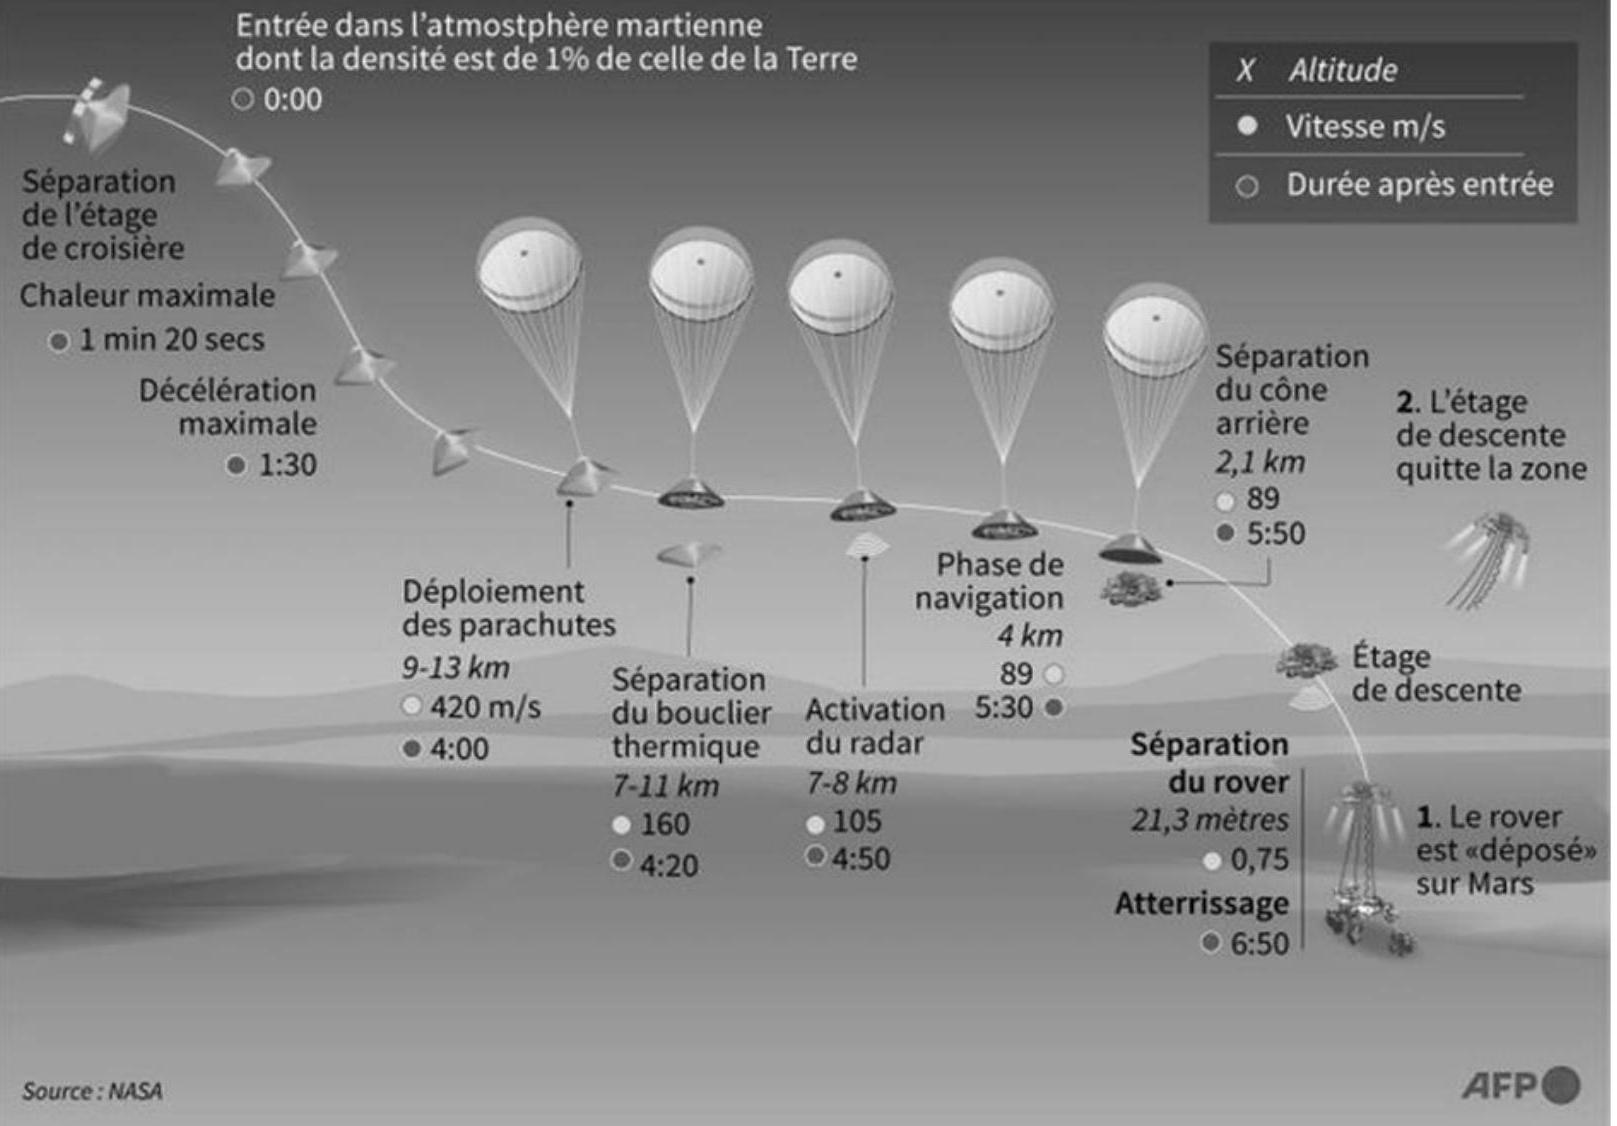 Entrée dans l'atmostphère martienne
dont la densité est de 1% de celle de la Terre
0:00
X Altitude
Vitesse m/s
Durée après entrée
Séparation
de l'étage
de croisière
Chaleur maximale
1 min 20 secs
Décélération
maximale
1:30
Déploiement
des parachutes
9-13 km
420 m/s
4:00
Séparation
du bouclier
thermique
7-11 km
160
4:20
Activation
du radar
7-8 km
105
4:50
Phase de
navigation
4 km
89
5:30
Séparation
du cône
arrière
2,1 km
89
5:50
2. L'étage
de descente
quitte la zone
Étage
de descente
Séparation
du rover
21,3 mètres
0,75
Atterrissage
6:50
1. Le rover
est «déposé»
sur Mars
Source : NASA
AFP